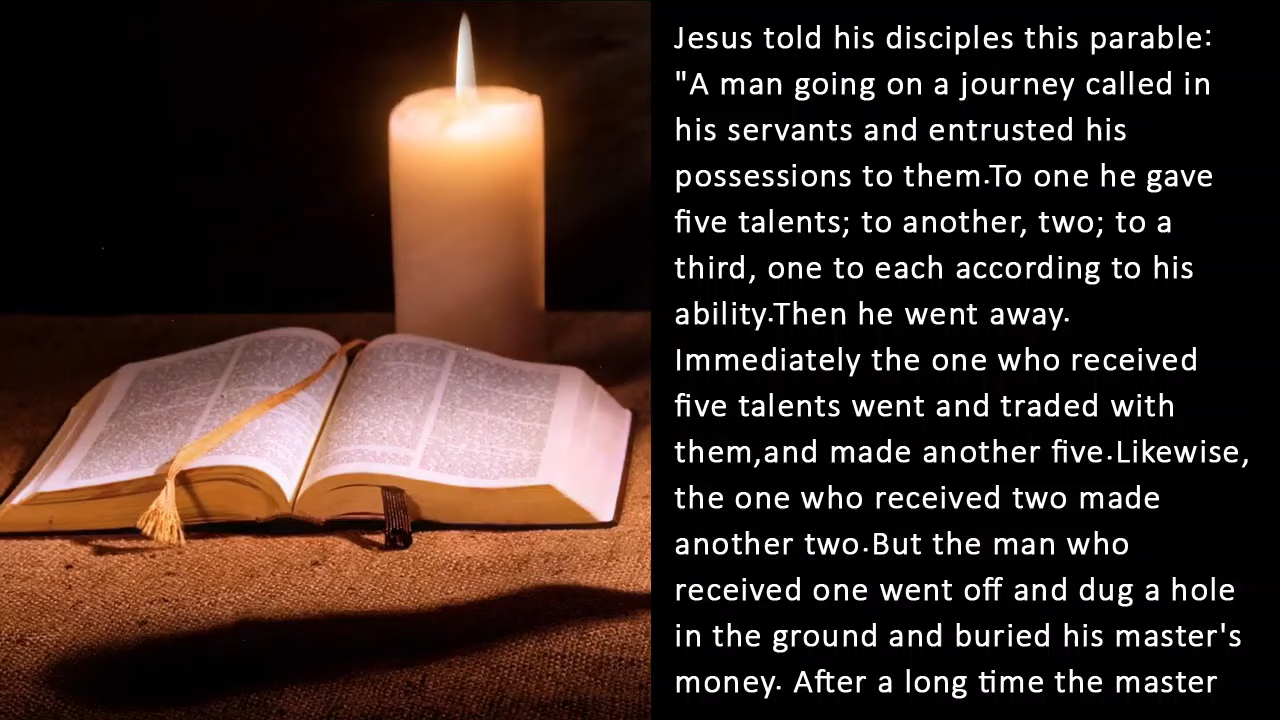 Jesus told his disciples this parable:
"A man going on a journey called in
his servants and entrusted his
possessions to them.To one he gave
five talents; to another, two; to a
third, one to each according to his
ability.Then he went away.
Immediately the one who received
five talents went and traded with
them,and made another five.Likewise,
the one who received two made
another two.But the man who
received one went off and dug a hole
in the ground and buried his master's
money. After a long time the master